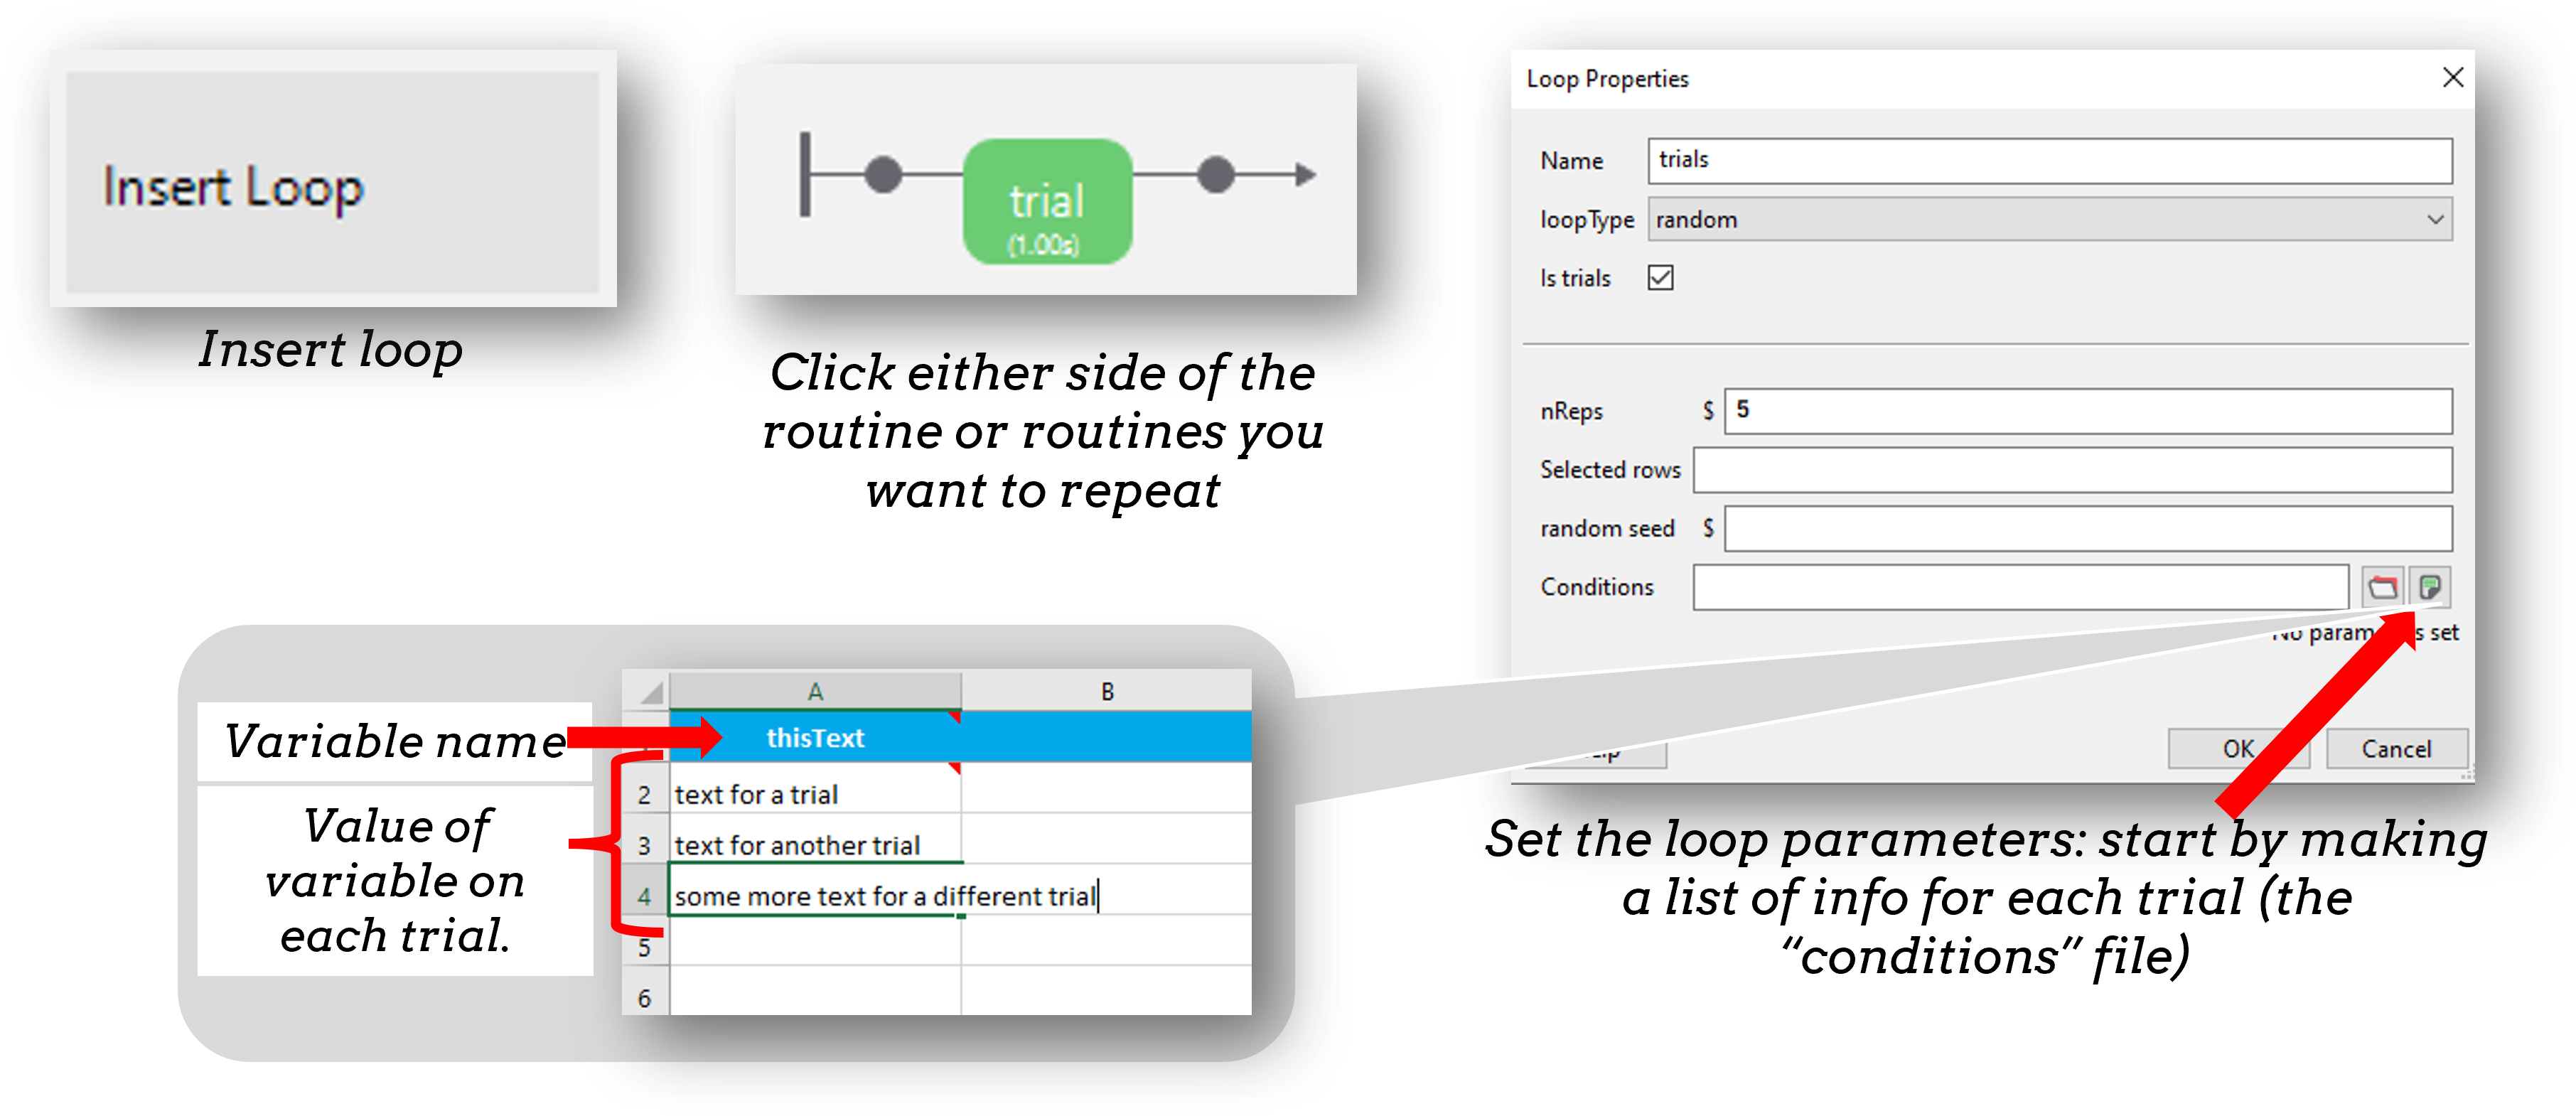 Insert Loop
Insert loop
trial
(1.00s)
Click either side of the
routine or routines you
want to repeat
Loop Properties
Name
trials
loopType
random
Is trials
nReps
$
5
Selected rows
random seed
$
Conditions
set
OK
Cancel
Set the loop parameters: start by making
a list of info for each trial (the
“conditions” file)
Variable name
Value of
variable on
each trial.
A
B
thisText
2
text for a trial
3
text for another trial
4
some more text for a different trial
5
6